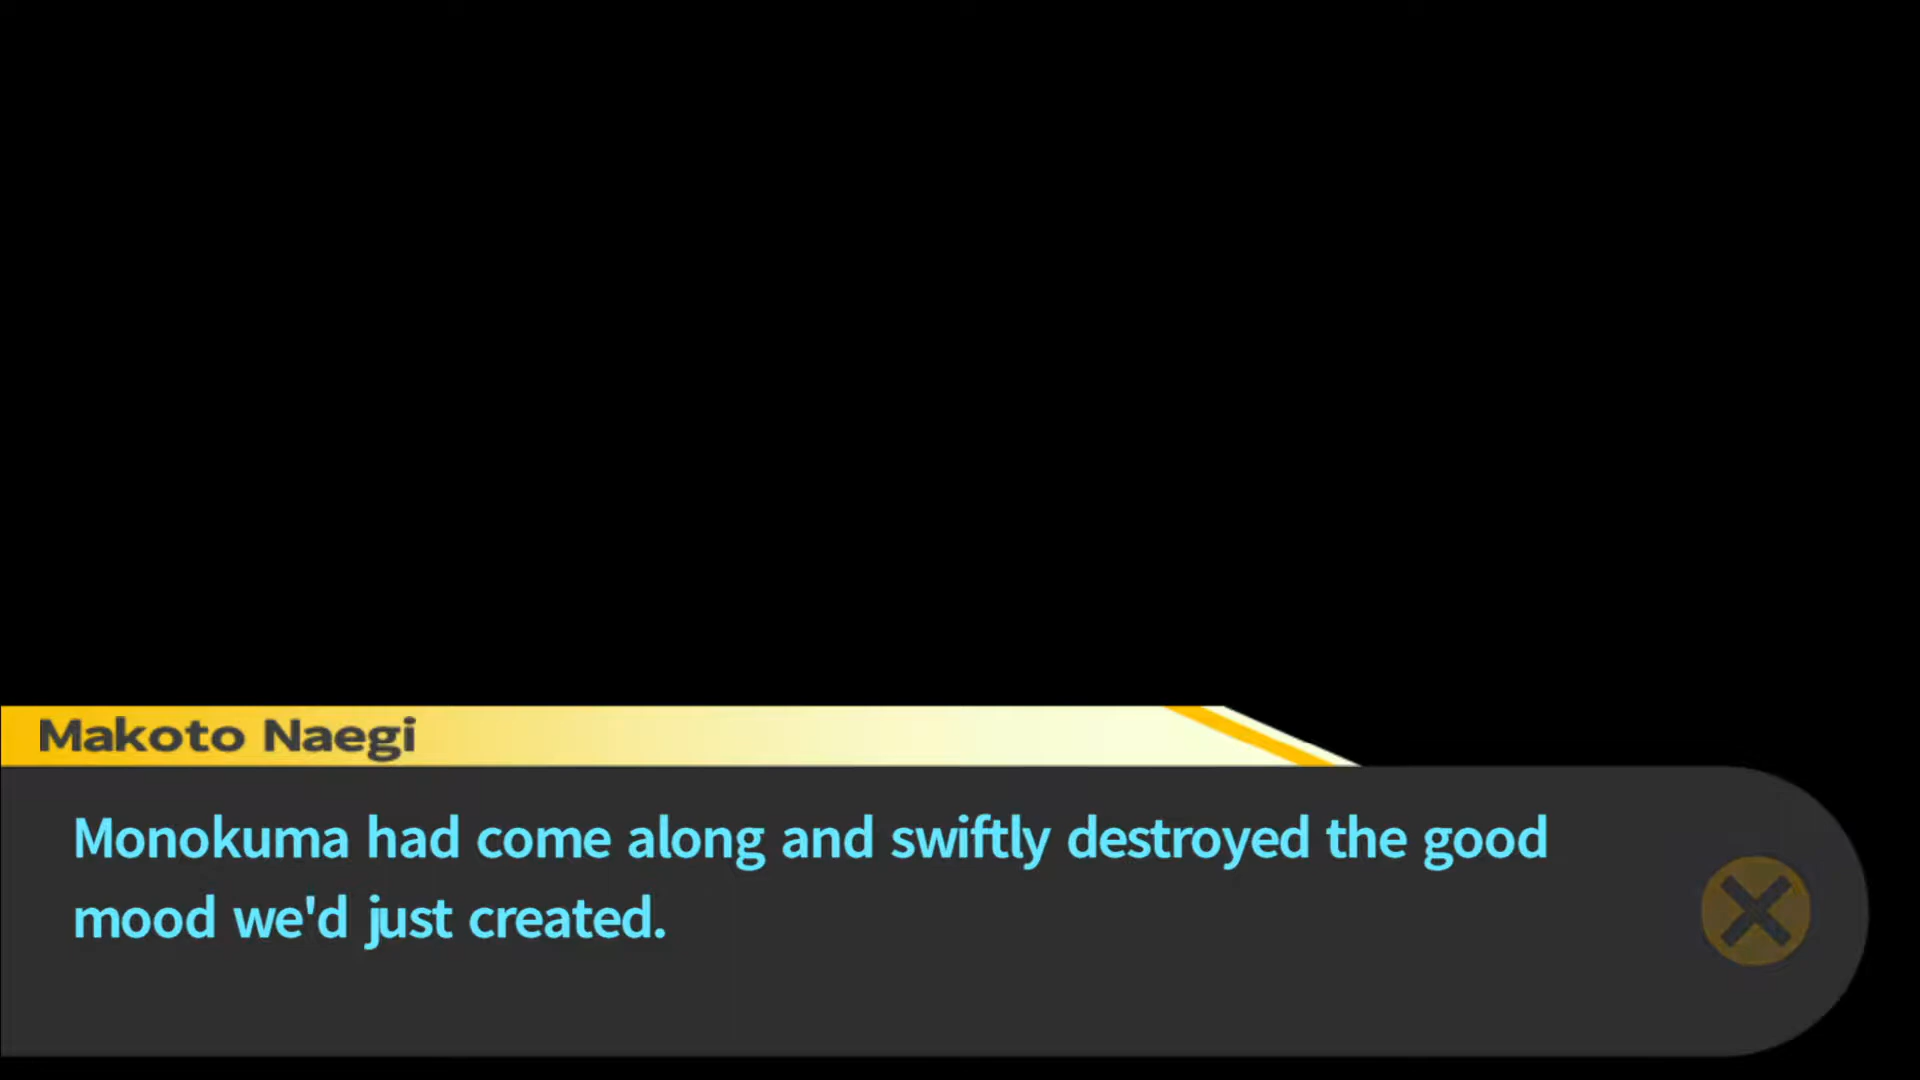 Makoto Naegi
Monokuma had come along and swiftly destroyed the good
mood we'd just created.